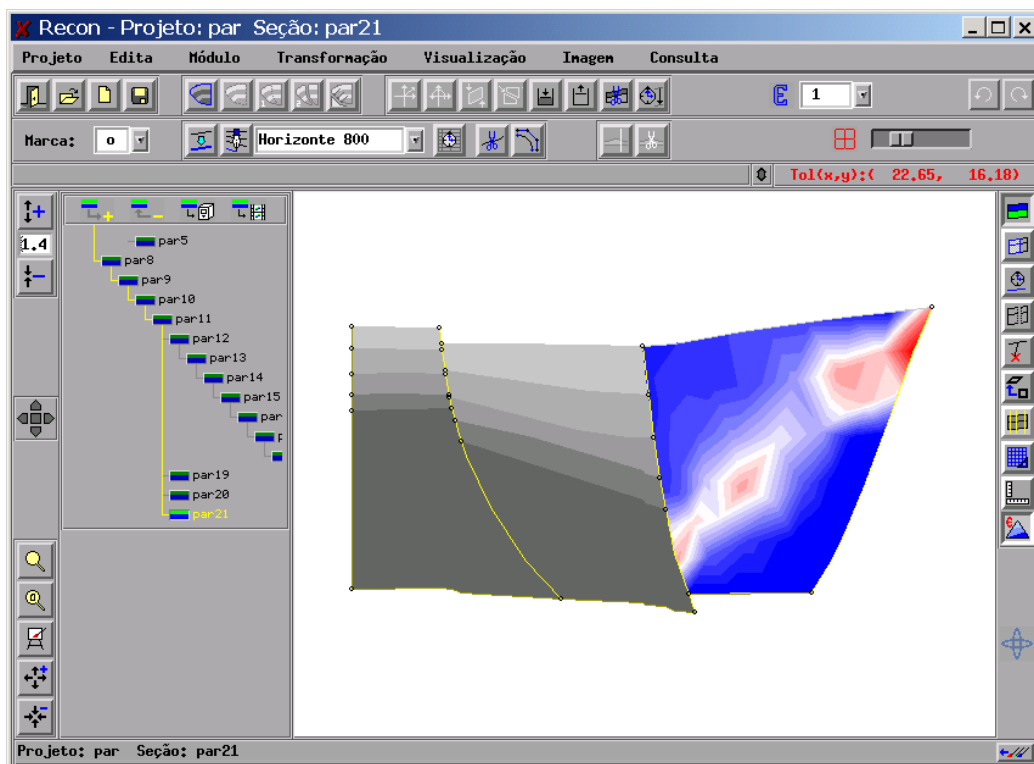 Recon - Projeto: par Seção: par21
Projeto Edita Módulo Transformação Visualização Imagem Consulta
E 1
Marca: o Horizonte 800
Tol(x,y):( 22.65, 16.18)
1.4
par5
par8
par9
par10
par11
par12
par13
par14
par15
par
par19
par20
par21
Projeto: par Seção: par21